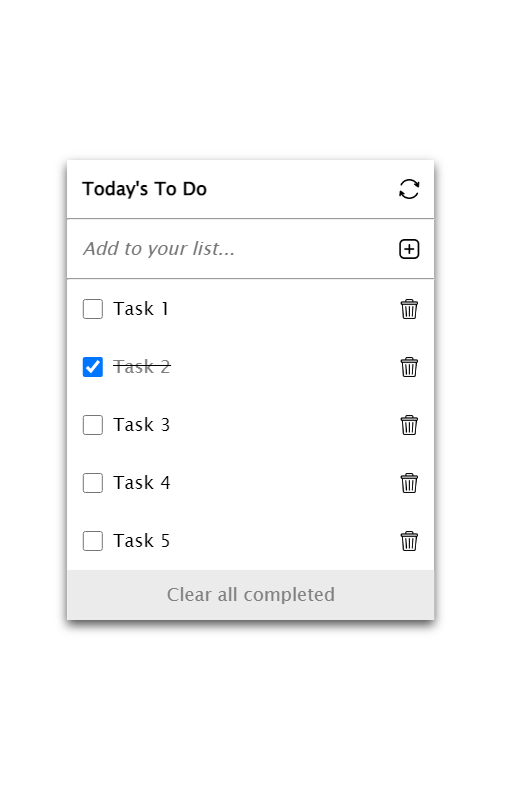 Today's To Do
Add to your list...
Task 1
Task 2
Task 3
Task 4
Task 5
Clear all completed